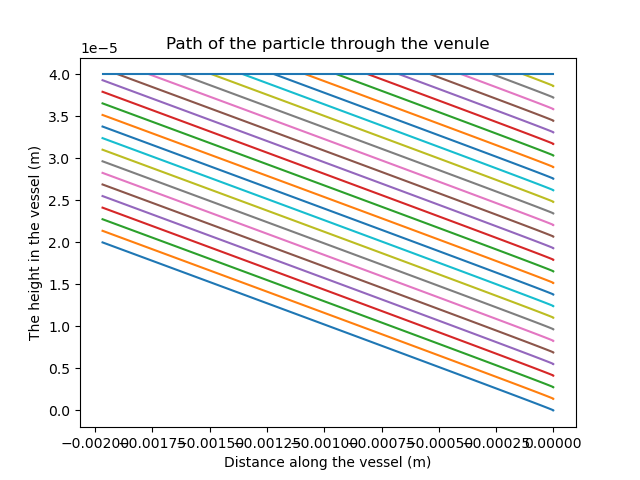 Path of the particle through the venule
1e−5
4.0
3.5
3.0
2.5
2.0
1.5
1.0
0.5
0.0
The height in the vessel (m)
−0.00200 −0.00175 −0.00150 −0.00125 −0.00100 −0.00075 −0.00050 −0.00025 0.00000
Distance along the vessel (m)